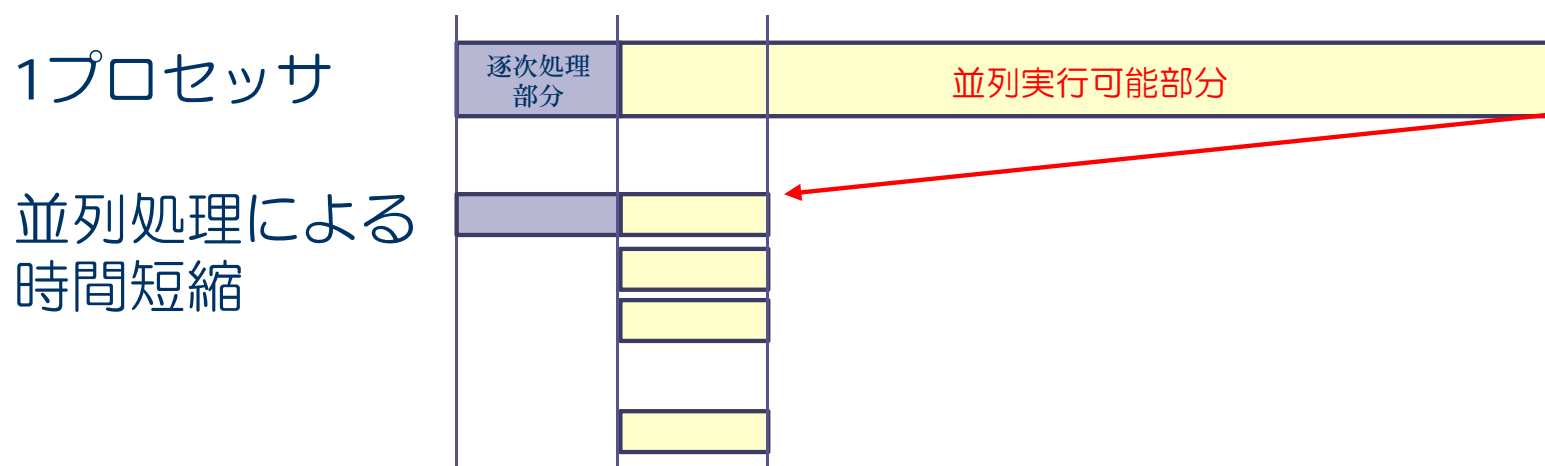 1プロセッサ
逐次処理
部分
並列実行可能部分
並列処理による
時間短縮